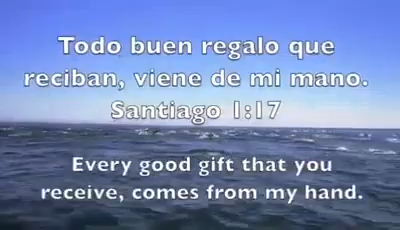 Todo buen regalo que
reciban, viene de mi mano.
Santiago 1:17
Every good gift that you
receive, comes from my hand.